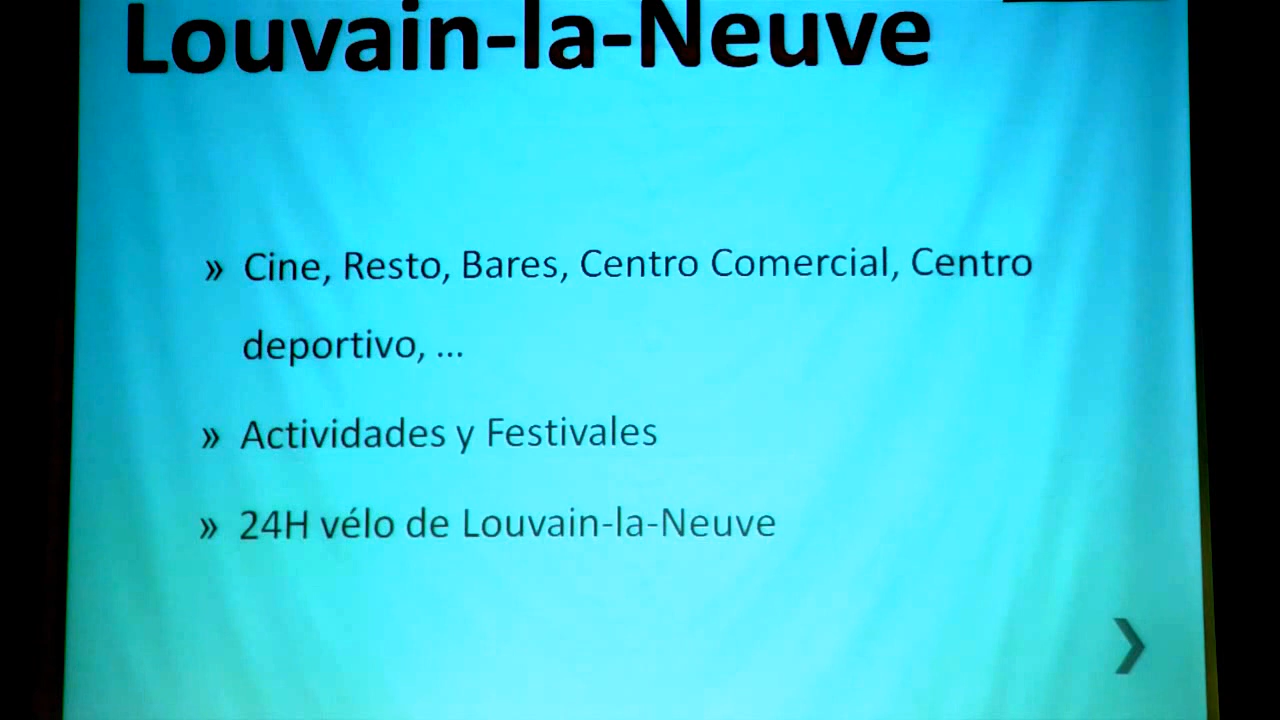 Louvain-la-Neuve
» Cine, Resto, Bares, Centro Comercial, Centro
deportivo, ...
» Actividades y Festivales
» 24H vélo de Louvain-la-Neuve